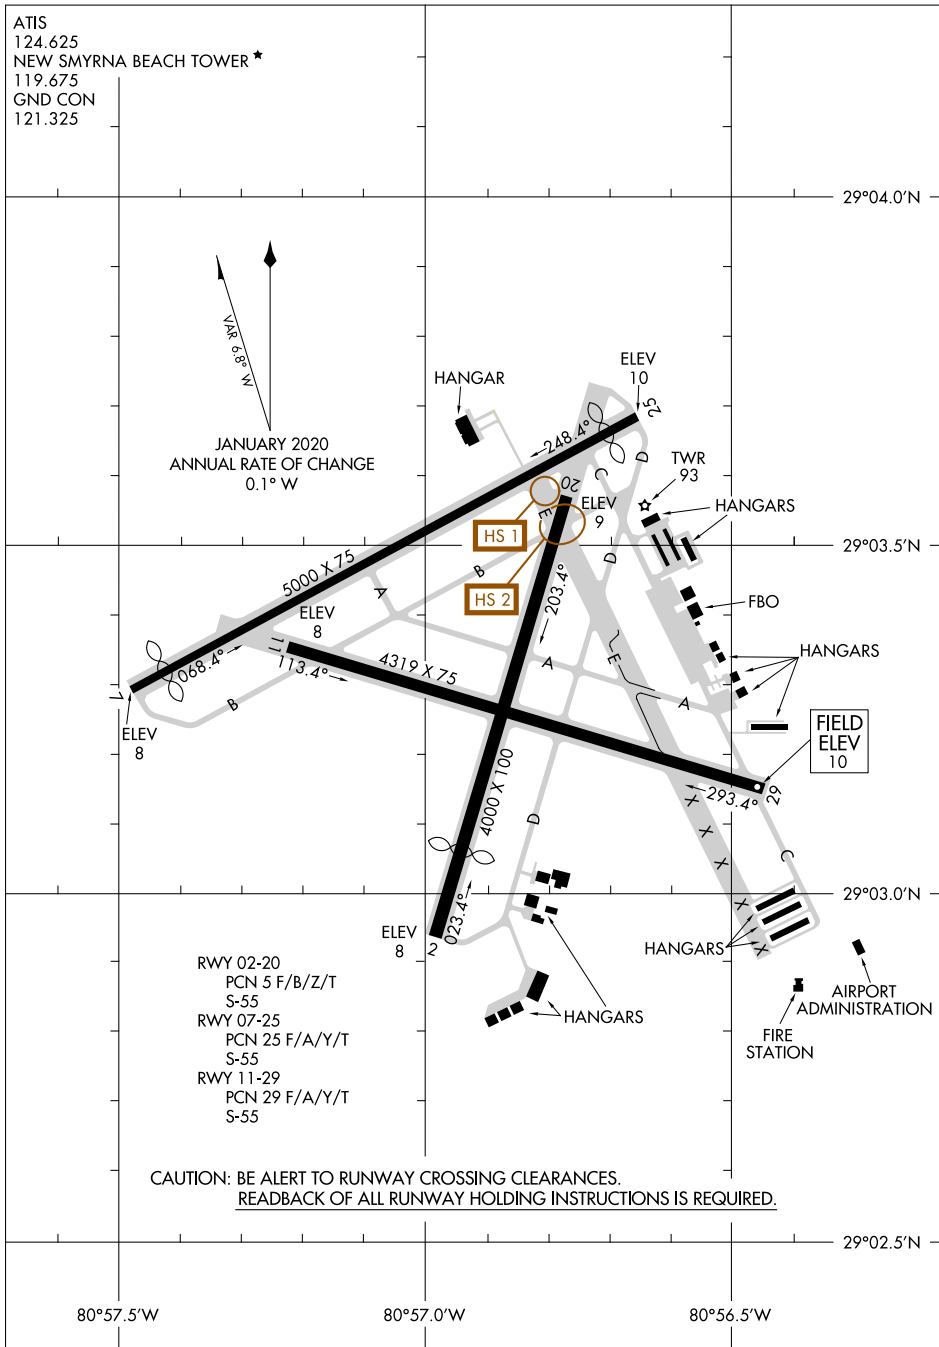 ATIS
124.625
NEW SMYRNA BEACH TOWER ★
119.675
GND CON
121.325
29°04.0'N
VAR 6.8° W
JANUARY 2020
ANNUAL RATE OF CHANGE
0.1° W
HANGAR
ELEV
10
25
248.4°
C
D
TWR
93
HANGARS
20
ELEV
9
E
HS 1
29°03.5'N
HS 2
5000 X 75
B
A
D
203.4°
FBO
ELEV
8
11
113.4°
4319 X 75
068.4°
A
E
HANGARS
7
B
A
ELEV
8
FIELD
ELEV
10
4000 X 100
293.4°
29
X
X
X
X
X
D
C
29°03.0'N
023.4°
ELEV
8
2
HANGARS
HANGARS
AIRPORT
ADMINISTRATION
FIRE
STATION
RWY 02-20
PCN 5 F/B/Z/T
S-55
RWY 07-25
PCN 25 F/A/Y/T
S-55
RWY 11-29
PCN 29 F/A/Y/T
S-55
CAUTION: BE ALERT TO RUNWAY CROSSING CLEARANCES.
READBACK OF ALL RUNWAY HOLDING INSTRUCTIONS IS REQUIRED.
29°02.5'N
80°57.5'W
80°57.0'W
80°56.5'W